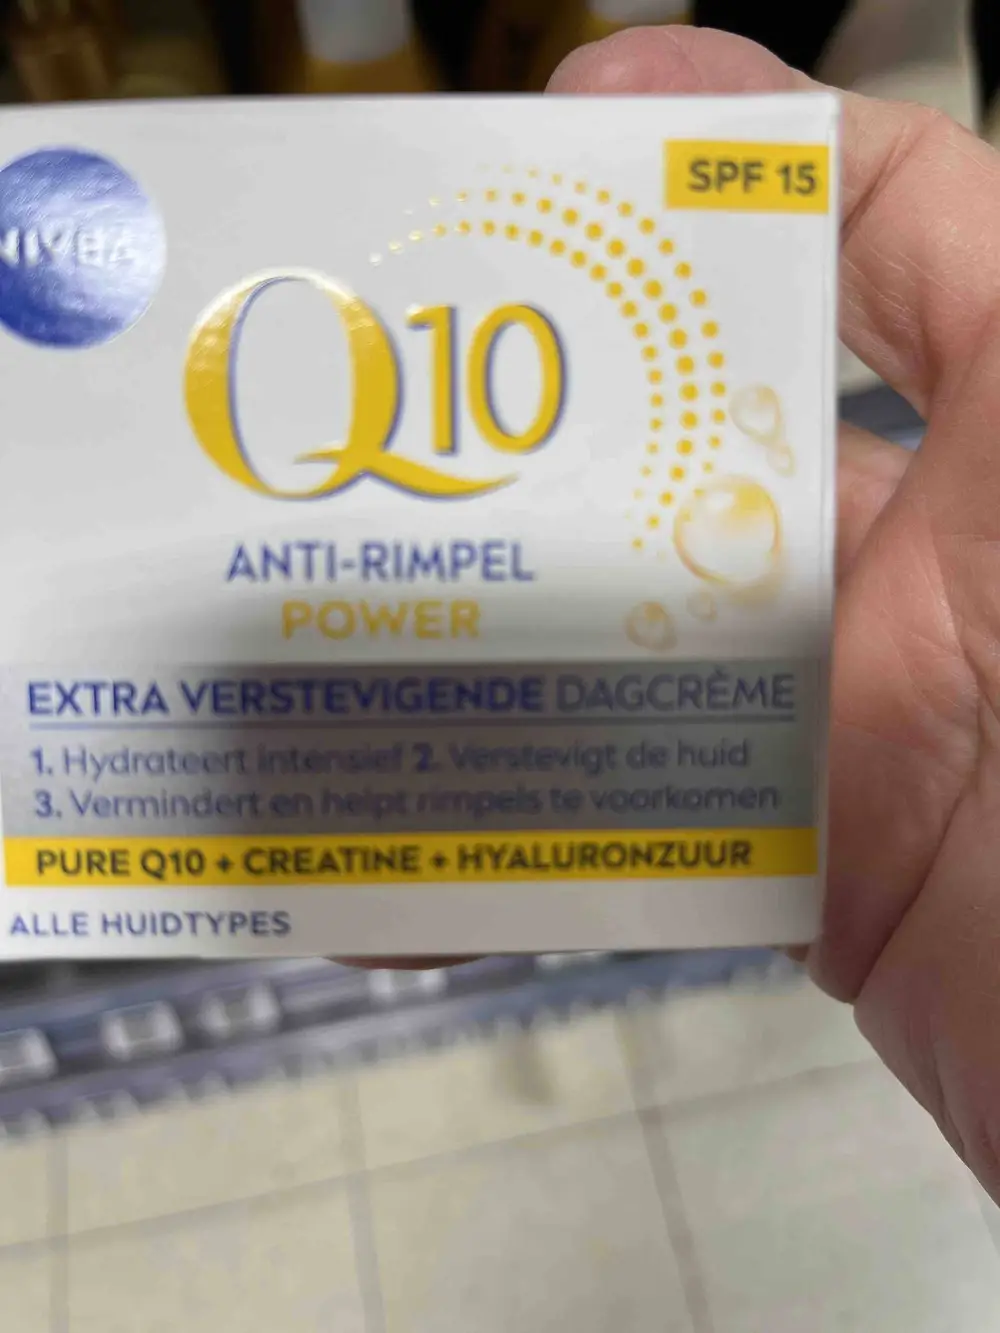 NIVEA
SPF 15
Q10
ANTI-RIMPEL
POWER
EXTRA VERSTEVIGENDE DAGCRÈME
1. Hydrateert intensief 2. Verstevigt de huid
3. Vermindert en helpt rimpels te voorkomen
PURE Q10 + CREATINE + HYALURONZUUR
ALLE HUIDTYPES